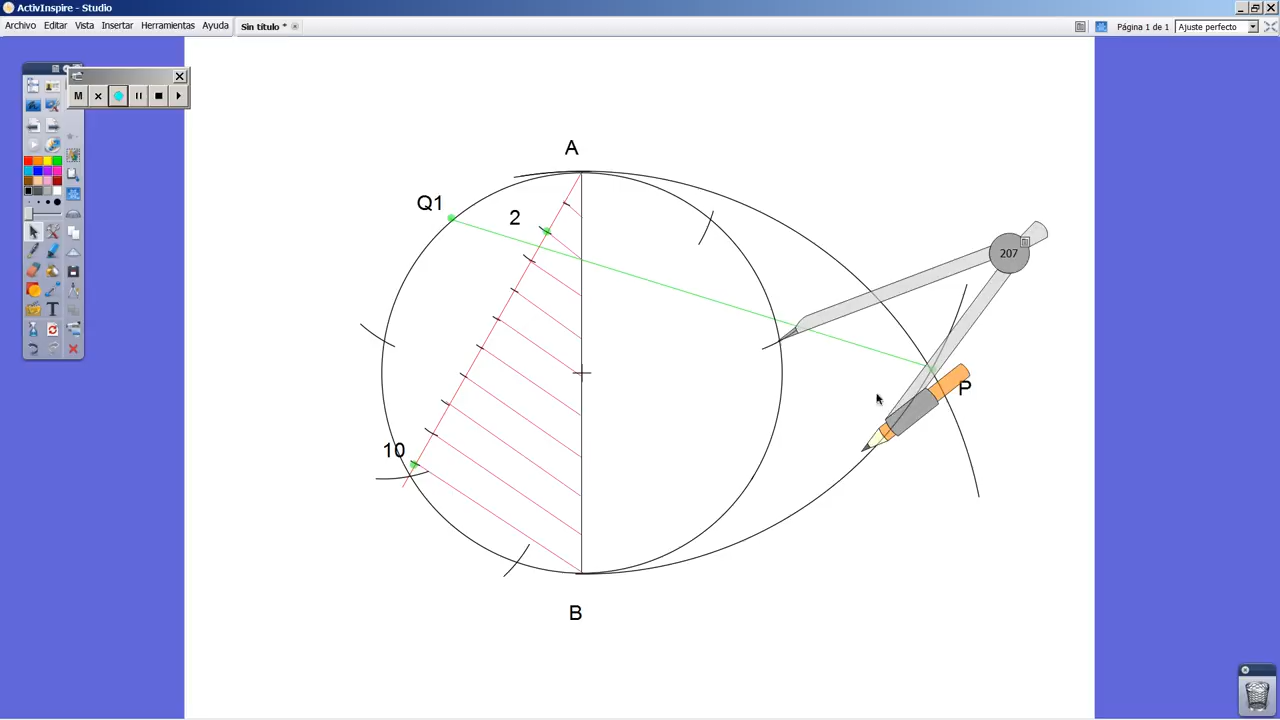 ActivInspire - Studio
Archivo Editar Vista Insertar Herramientas Ayuda Sin título * Página 1 de 1 Ajuste perfecto
M
T
A
Q1
2
207
P
10
B